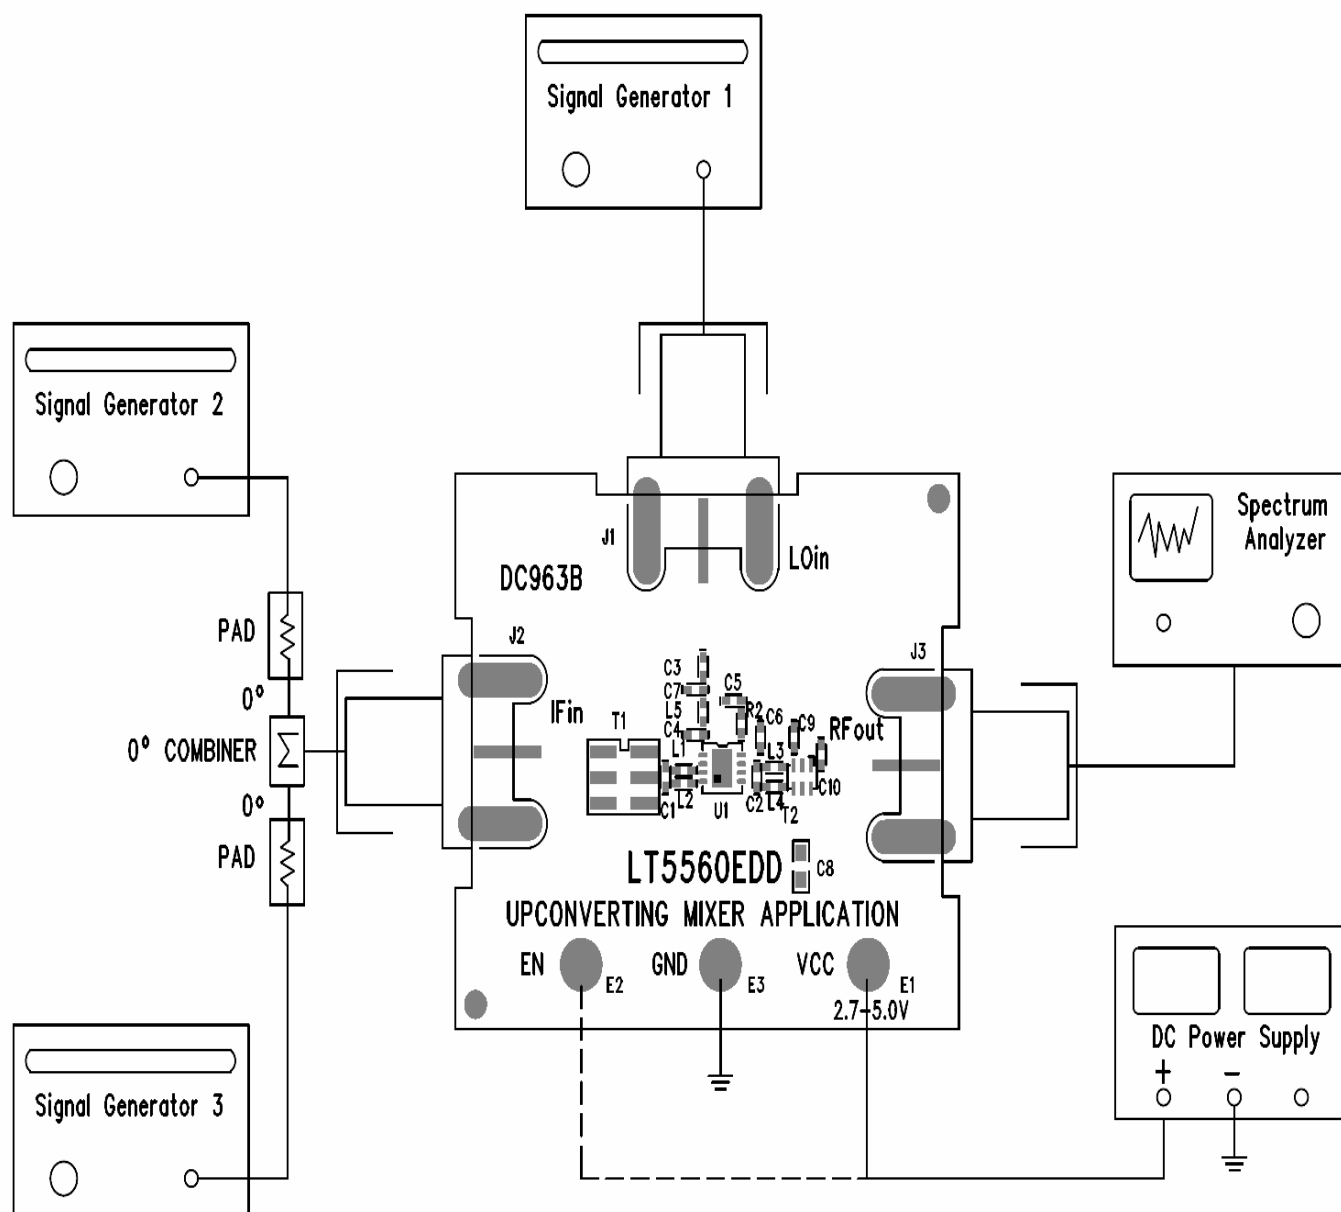 Signal Generator 1
Signal Generator 2
Spectrum
Analyzer
J1
LOin
DC963B
PAD
J2
J3
0°
IFin
T1
C3
C7
L5
C4
L1
C5
R2
C6
C9
RFout
0° COMBINER
L3
0°
C1
L2
U1
C2
L4
T2
C10
PAD
LT5560EDD
C8
UPCONVERTING MIXER APPLICATION
EN
E2
GND
E3
VCC
E1
2.7-5.0V
DC Power Supply
+ −
Signal Generator 3
Σ